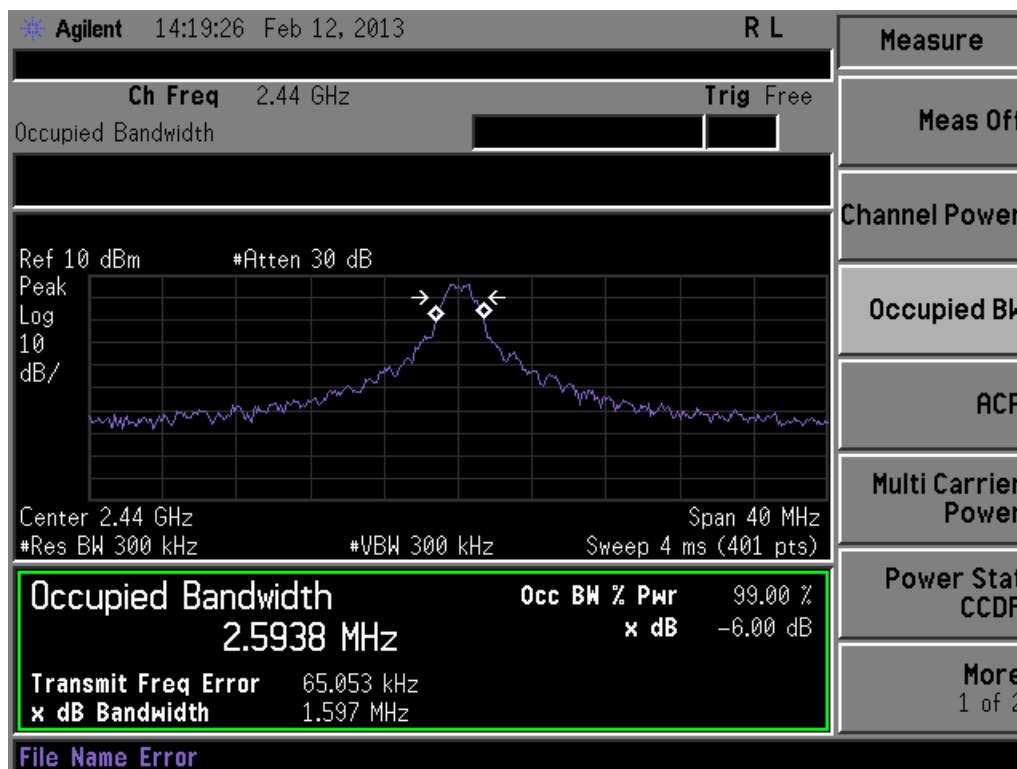 Agilent 14:19:26 Feb 12, 2013 R L
Measure
Ch Freq 2.44 GHz Trig Free
Occupied Bandwidth
Meas Off
Channel Power
Ref 10 dBm #Atten 30 dB
Peak
Log
10
dB/
Occupied
ACP
Multi Carrier
Power
Center 2.44 GHz Span 40 MHz
#Res BW 300 kHz #VBW 300 kHz Sweep 4 ms (401 pts)
Occupied Bandwidth
2.5938 MHz
Occ BW % Pwr 99.00 %
x dB -6.00 dB
Transmit Freq Error 65.053 kHz
x dB Bandwidth 1.597 MHz
Power Stat
CCDF
More
1 of 2
File Name Error